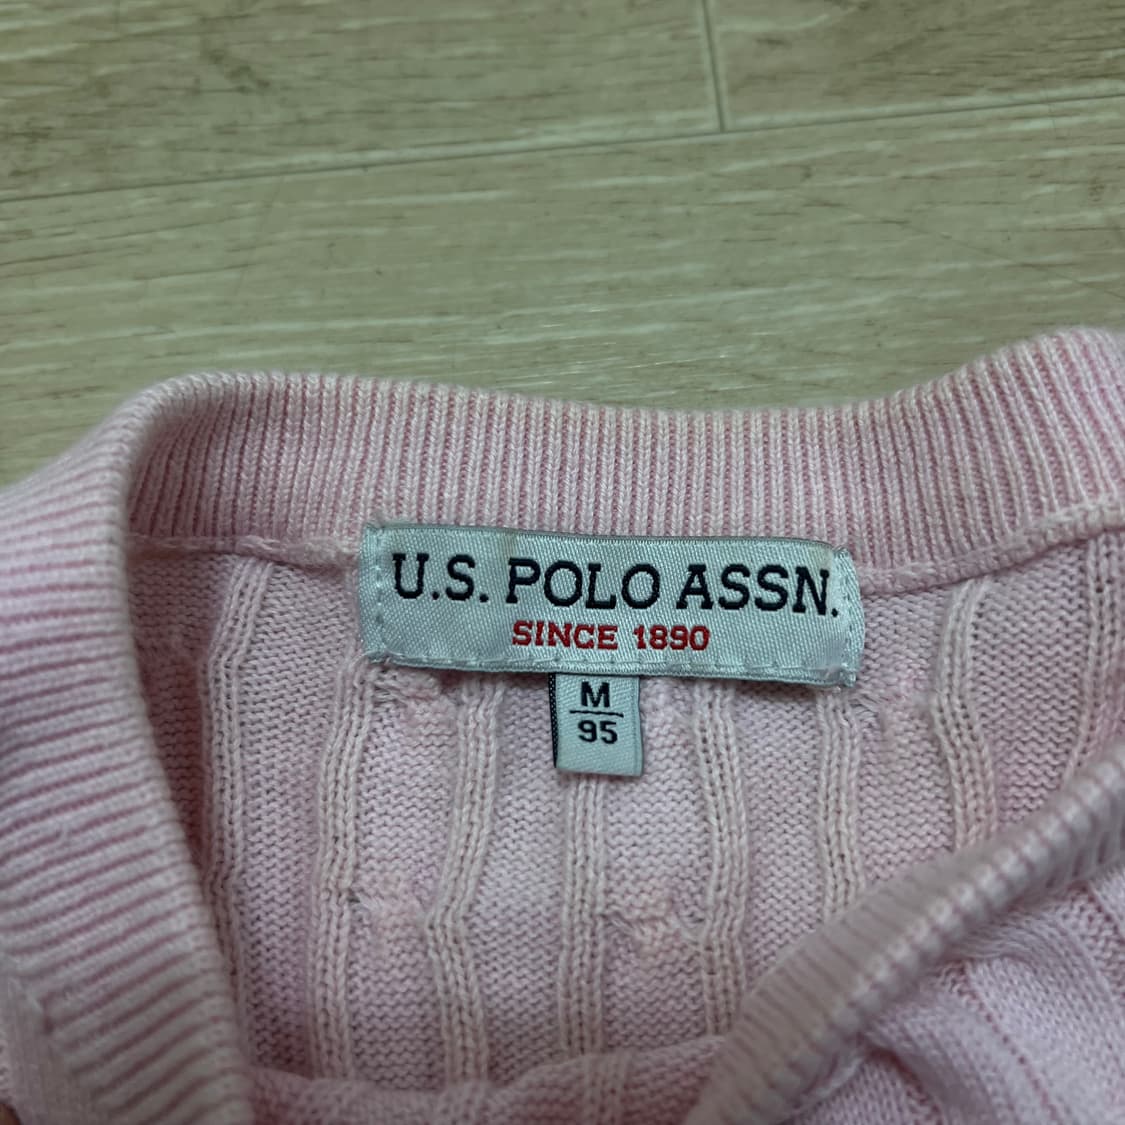 U.S. POLO ASSN.
SINCE 1890
M
95